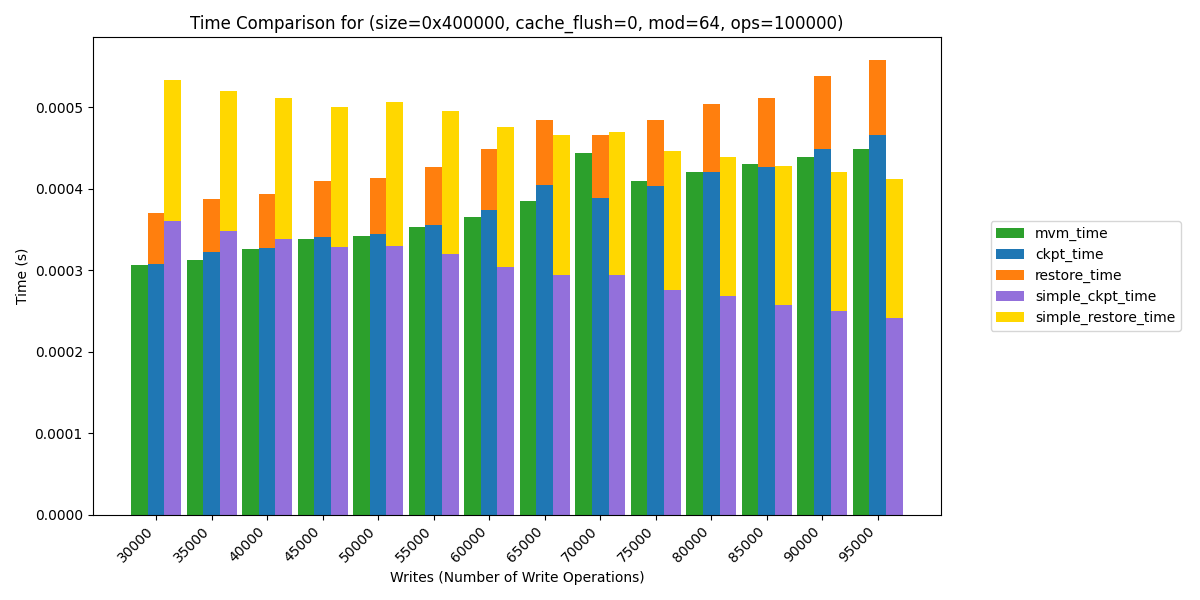 Time Comparison for (size=0x400000, cache_flush=0, mod=64, ops=100000)
Time (s)
0.0005
0.0004
0.0003
0.0002
0.0001
0.0000
30000
35000
40000
45000
50000
55000
60000
65000
70000
75000
80000
85000
90000
95000
Writes (Number of Write Operations)
mvm_time
ckpt_time
restore_time
simple_ckpt_time
simple_restore_time